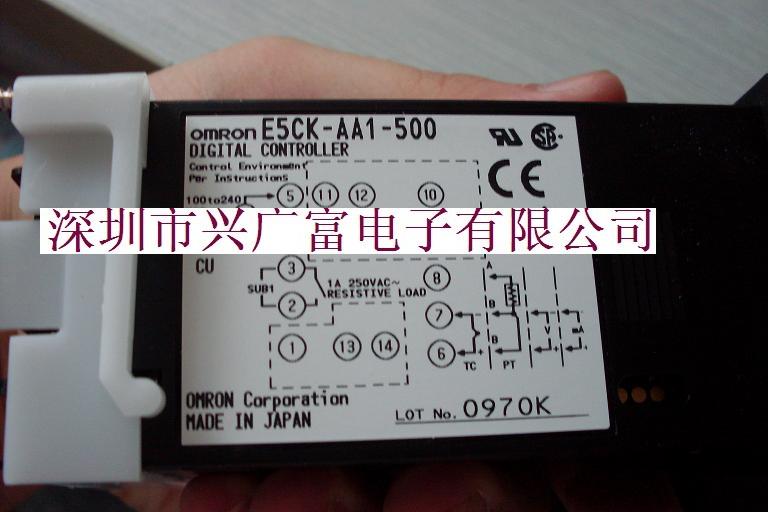 OMRON E5CK-AA1-500
DIGITAL CONTROLLER
Control Environment
Per Instructions
100to240
5 11 12 10
深圳市兴广富电子有限公司
CU
3 8
SUB1
1A 250VAC~
RESISTIVE LOAD
2 7
1 13 14 6
A
B
B
V
mA
TC PT
OMRON Corporation
MADE IN JAPAN
LOT No. 0970K
CE